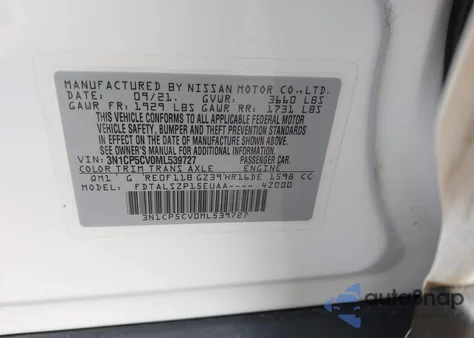 MANUFACTURED BY NISSAN MOTOR CO.,LTD.
DATE: 09/21. GVWR: 3660 LBS
GAWR FR: 1929 LBS GAWR RR: 1731 LBS
THIS VEHICLE CONFORMS TO ALL APPLICABLE FEDERAL MOTOR
VEHICLE SAFETY, BUMPER AND THEFT PREVENTION STANDARDS IN
EFFECT ON THE DATE OF MANUFACTURE SHOWN ABOVE.
SEE OWNER'S MANUAL FOR ADDITIONAL INFORMATION
VIN: 3N1CP5CV0ML539727 PASSENGER CAR.
COLOR TRIM TRANS AXLE ENGINE
QM1 G RE0F11B GZ39 HR16DE 1598 CC
MODEL: FDTALSZP15EUAA---- 4Z000
3N1CP5CV0ML539727
autosnap